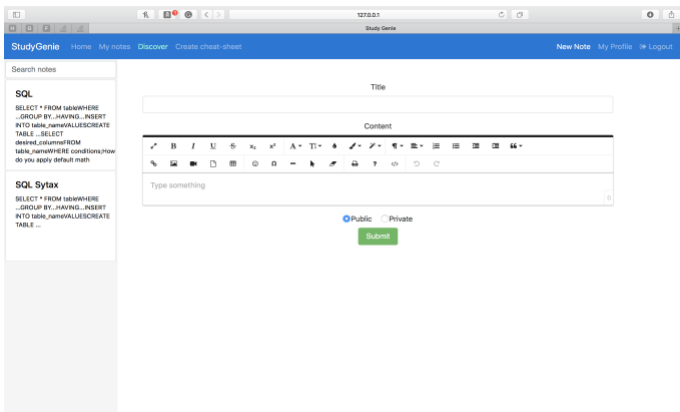 127.0.0.1
Study Genie
StudyGenie Home My notes Discover Create cheat-sheet New Note My Profile Logout
Search notes
SQL
SELECT * FROM tableWHERE
...GROUP BY...HAVING...INSERT
INTO table_nameVALUESCREATE
TABLE ...SELECT
desired_columnsFROM
table_nameWHERE conditions;How
do you apply default math
SQL Sytax
SELECT * FROM tableWHERE
...GROUP BY...HAVING...INSERT
INTO table_nameVALUESCREATE
TABLE ...
Title
Content
Type something
0
Public Private
Submit